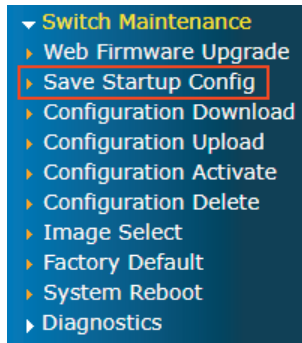 Switch Maintenance
Web Firmware Upgrade
Save Startup Config
Configuration Download
Configuration Upload
Configuration Activate
Configuration Delete
Image Select
Factory Default
System Reboot
Diagnostics